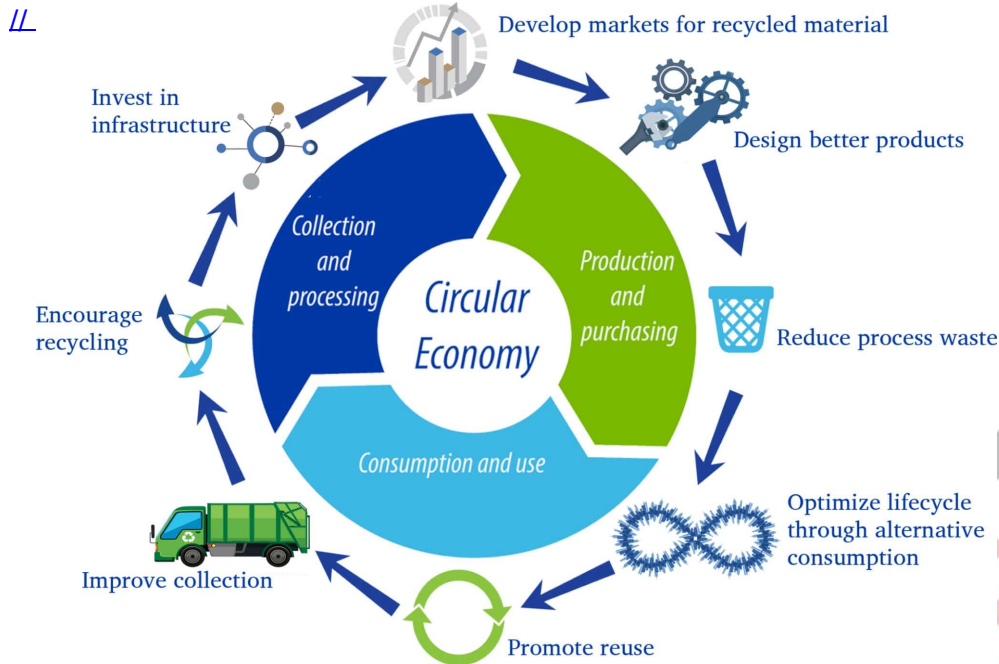 //
Develop markets for recycled material
Invest in
infrastructure
Design better products
Collection
and
processing
Production
and
purchasing
Circular
Economy
Encourage
recycling
Reduce process waste
Consumption and use
Optimize lifecycle
through alternative
consumption
Improve collection
Promote reuse